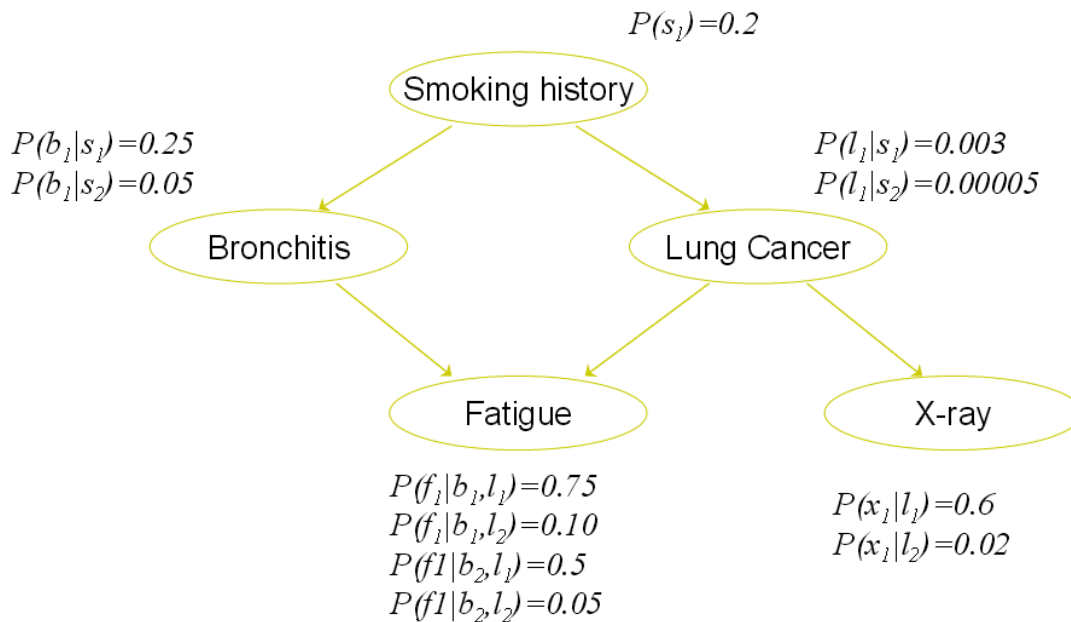 P(s₁)=0.2
Smoking history
P(b₁|s₁)=0.25
P(b₁|s₂)=0.05
P(l₁|s₁)=0.003
P(l₁|s₂)=0.00005
Bronchitis
Lung Cancer
Fatigue
X-ray
P(f₁|b₁,l₁)=0.75
P(f₁|b₁,l₂)=0.10
P(f1|b₂,l₁)=0.5
P(f1|b₂,l₂)=0.05
P(x₁|l₁)=0.6
P(x₁|l₂)=0.02